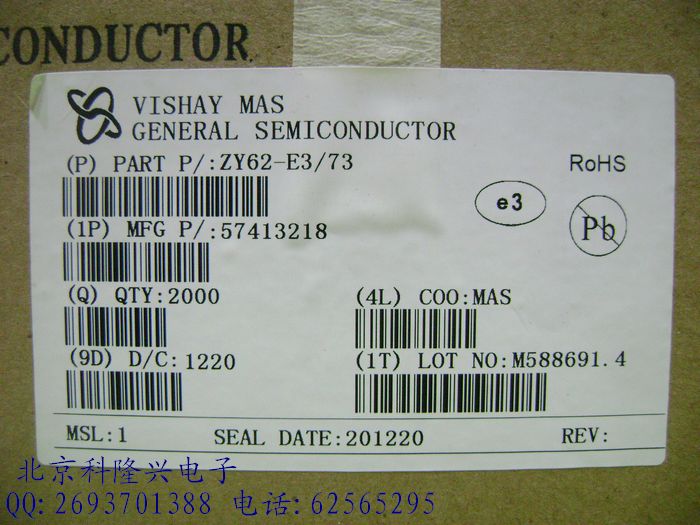 CONDUCTOR
VISHAY MAS
GENERAL SEMICONDUCTOR
(P) PART P/:ZY62-E3/73
RoHS
e3
Pb
(1P) MFG P/:57413218
(Q) QTY:2000
(4L) COO:MAS
(9D) D/C:1220
(1T) LOT NO:M588691.4
MSL:1 SEAL DATE:201220 REV:
北京科隆兴电子
QQ:2693701388 电话:62565295